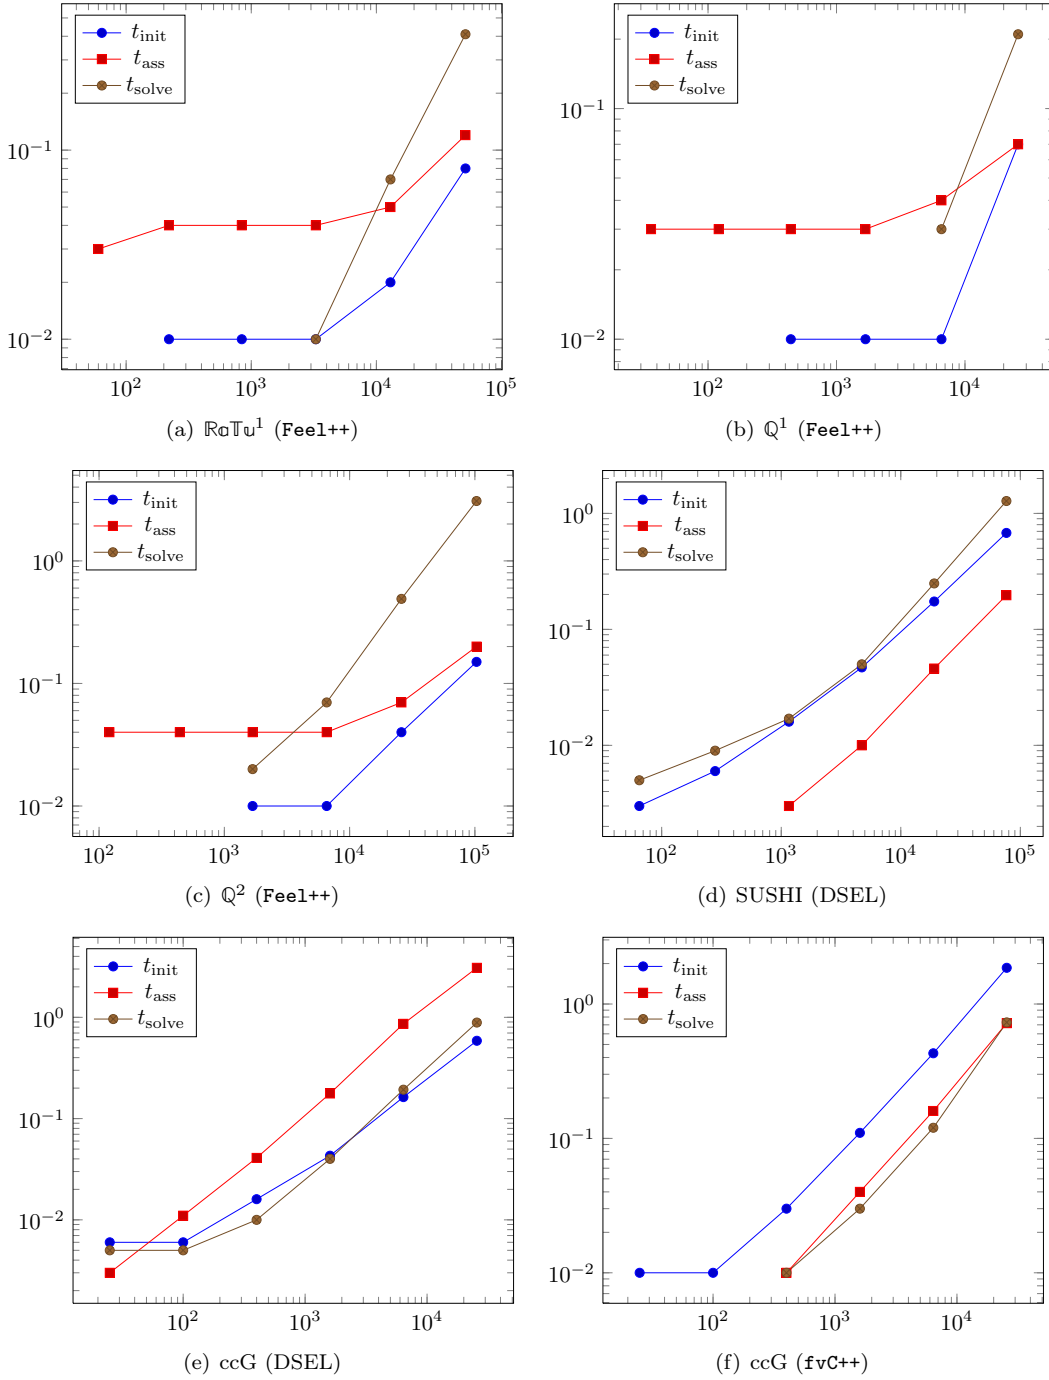 t_init
t_ass
t_solve
10^-1
10^-2
10^2 10^3 10^4 10^5
(a) ℝ𝕒𝕋𝕦^1 (Feel++)
t_init
t_ass
t_solve
10^-1
10^-2
10^2 10^3 10^4
(b) ℚ^1 (Feel++)
t_init
t_ass
t_solve
10^0
10^-1
10^-2
10^2 10^3 10^4 10^5
(c) ℚ^2 (Feel++)
t_init
t_ass
t_solve
10^0
10^-1
10^-2
10^2 10^3 10^4 10^5
(d) SUSHI (DSEL)
t_init
t_ass
t_solve
10^0
10^-1
10^-2
10^2 10^3 10^4
(e) ccG (DSEL)
t_init
t_ass
t_solve
10^0
10^-1
10^-2
10^2 10^3 10^4
(f) ccG (fvC++)